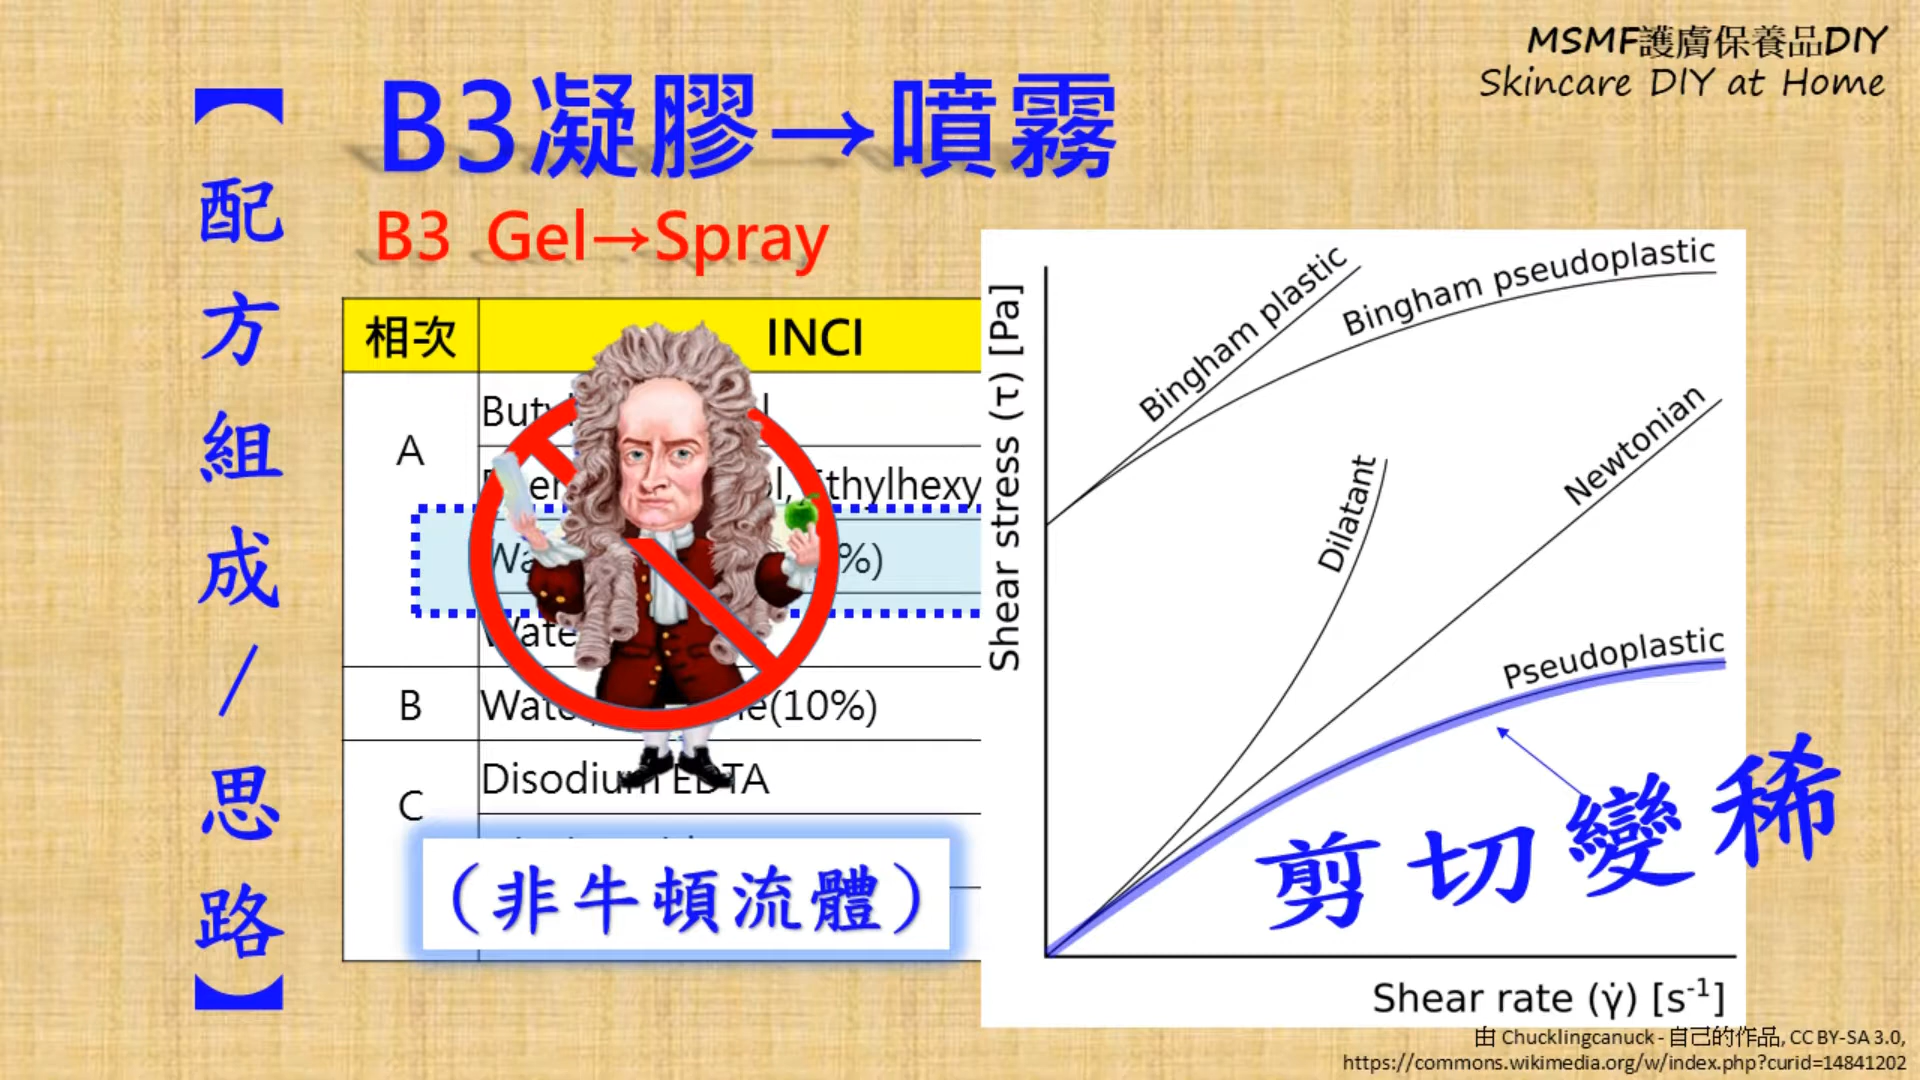 MSMF護膚保養品DIY
Skincare DIY at Home
【配方組成/思路】
B3凝膠→噴霧
B3 Gel→Spray
相次 INCI
A
thylhexy
%)
Wate
B
(10%)
C
Disodium EDTA
(非牛頓流體)
Shear stress (τ) [Pa]
Bingham plastic
Bingham pseudoplastic
Dilatant
Newtonian
Pseudoplastic
剪切變稀
Shear rate (γ̇) [s⁻¹]
由 Chucklingcanuck - 自己的作品, CC BY-SA 3.0,
https://commons.wikimedia.org/w/index.php?curid=14841202